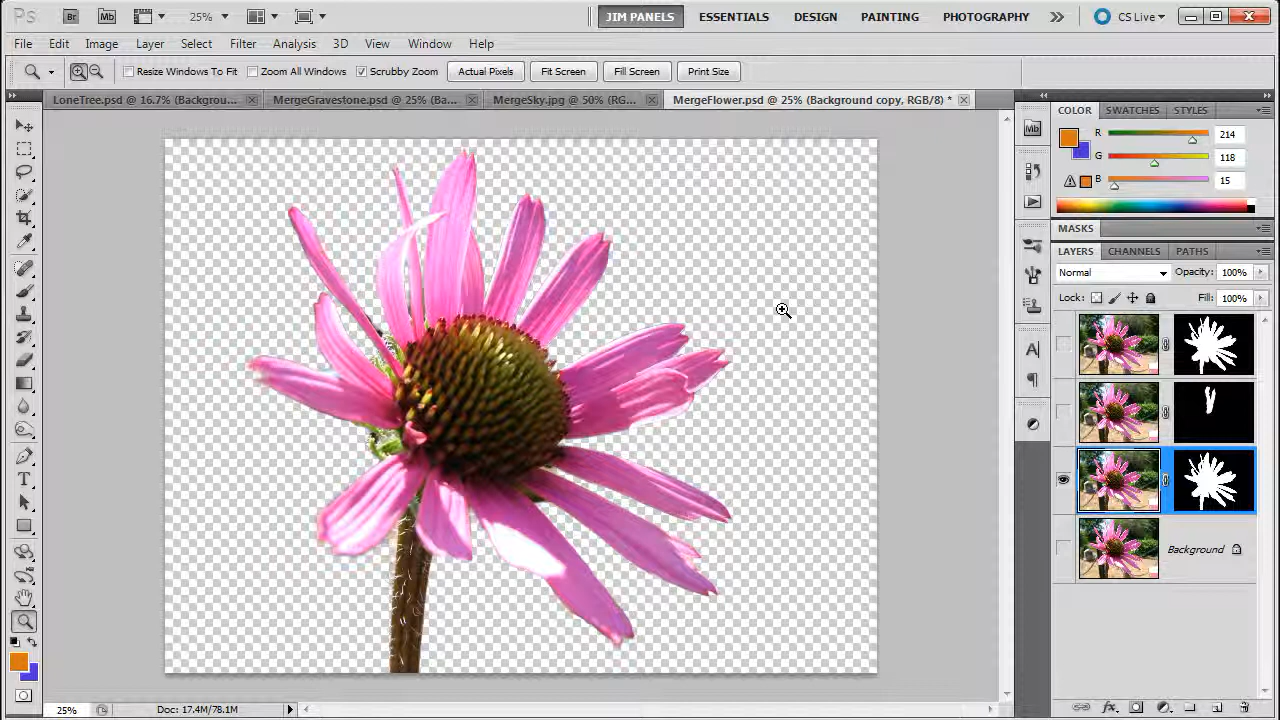 Ps Br Mb 25% JIM PANELS ESSENTIALS DESIGN PAINTING PHOTOGRAPHY CS Live
File Edit Image Layer Select Filter Analysis 3D View Window Help
Resize Windows To Fit Zoom All Windows Scrubby Zoom Actual Pixels Fit Screen Fill Screen Print Size
LoneTree.psd @ 16.7% (Backgrou... MergeGravestone.psd @ 25% (Ba... MergeSky.jpg @ 50% (RG... MergeFlower.psd @ 25% (Background copy, RGB/8) *
COLOR SWATCHES STYLES
Mb
R 214
G 118
B 15
MASKS
LAYERS CHANNELS PATHS
Normal Opacity: 100%
Lock: Fill: 100%
A
T
Background
25% Doc: 17.4M/78.1M
fx